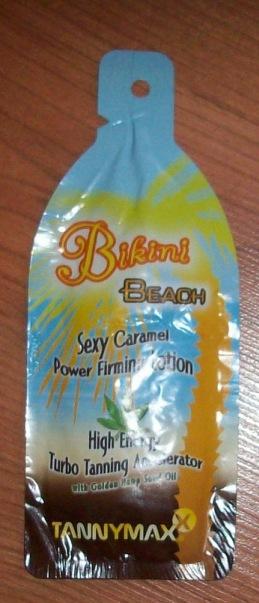 Bikini
BEACH
Sexy Caramel
Power Firming Lotion
High Energy
Turbo Tanning Accelerator
with Golden Hemp Seed Oil
TANNYMAXX